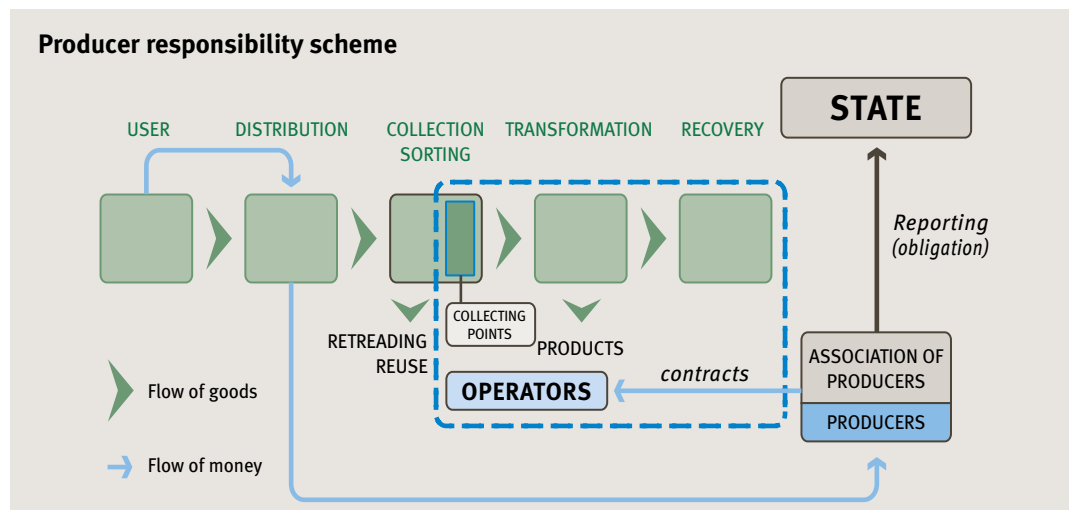 Producer responsibility scheme
STATE
USER
DISTRIBUTION
COLLECTION
SORTING
TRANSFORMATION
RECOVERY
Reporting
(obligation)
COLLECTING
POINTS
RETREADING
REUSE
PRODUCTS
ASSOCIATION OF
PRODUCERS
PRODUCERS
OPERATORS
contracts
Flow of goods
Flow of money